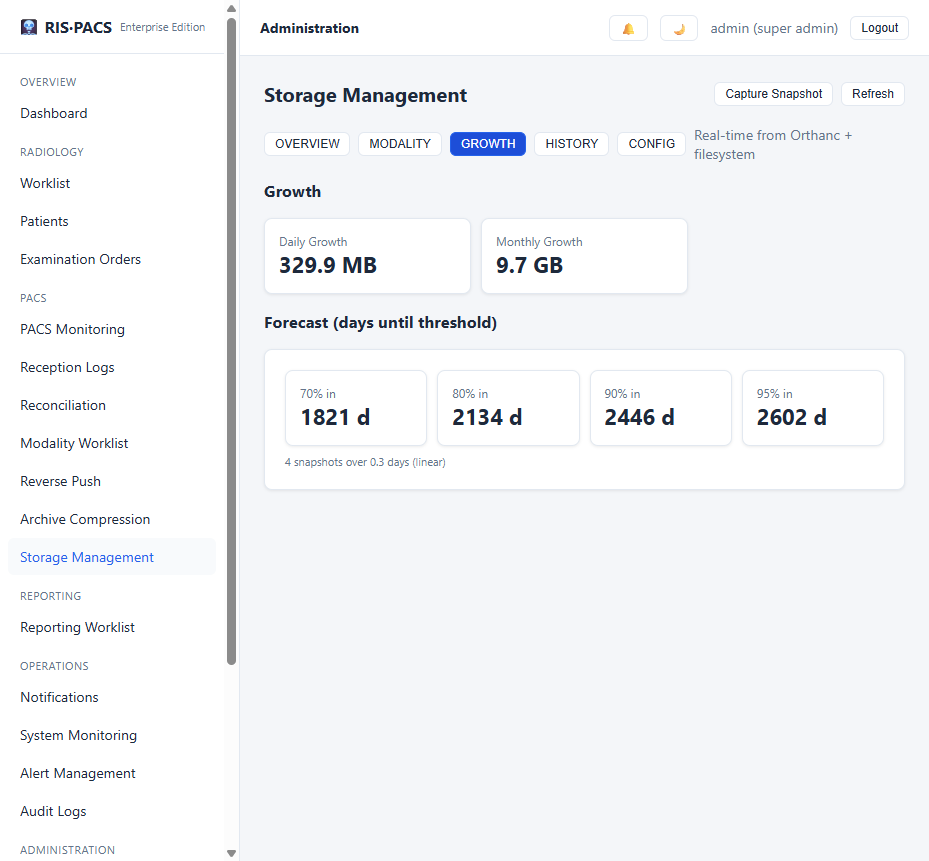 RIS·PACS Enterprise Edition
OVERVIEW
Dashboard
RADIOLOGY
Worklist
Patients
Examination Orders
PACS
PACS Monitoring
Reception Logs
Reconciliation
Modality Worklist
Reverse Push
Archive Compression
Storage Management
REPORTING
Reporting Worklist
OPERATIONS
Notifications
System Monitoring
Alert Management
Audit Logs
ADMINISTRATION
Administration
admin (super admin)
Logout
Storage Management
Capture Snapshot
Refresh
OVERVIEW
MODALITY
GROWTH
HISTORY
CONFIG
Real-time from Orthanc +
filesystem
Growth
Daily Growth
329.9 MB
Monthly Growth
9.7 GB
Forecast (days until threshold)
70% in
1821 d
80% in
2134 d
90% in
2446 d
95% in
2602 d
4 snapshots over 0.3 days (linear)